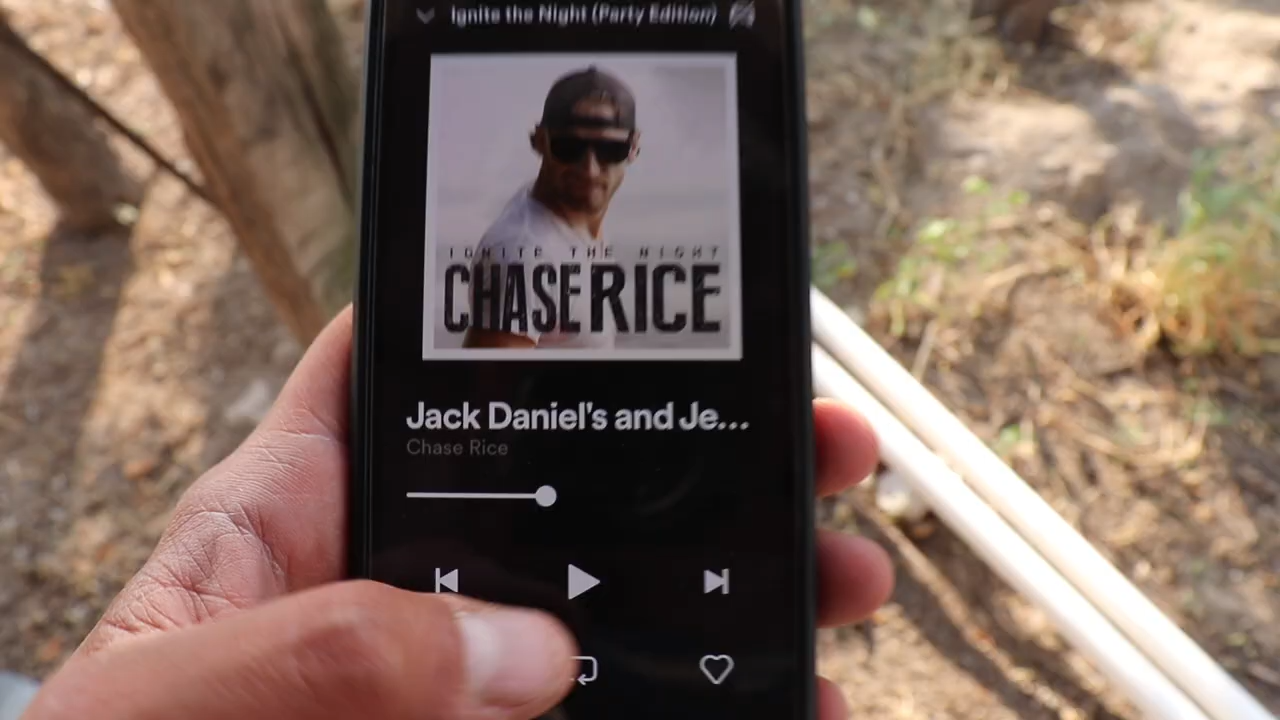 Ignite the Night (Party Edition)
IGNITE THE NIGHT
CHASE RICE
Jack Daniel's and Je...
Chase Rice